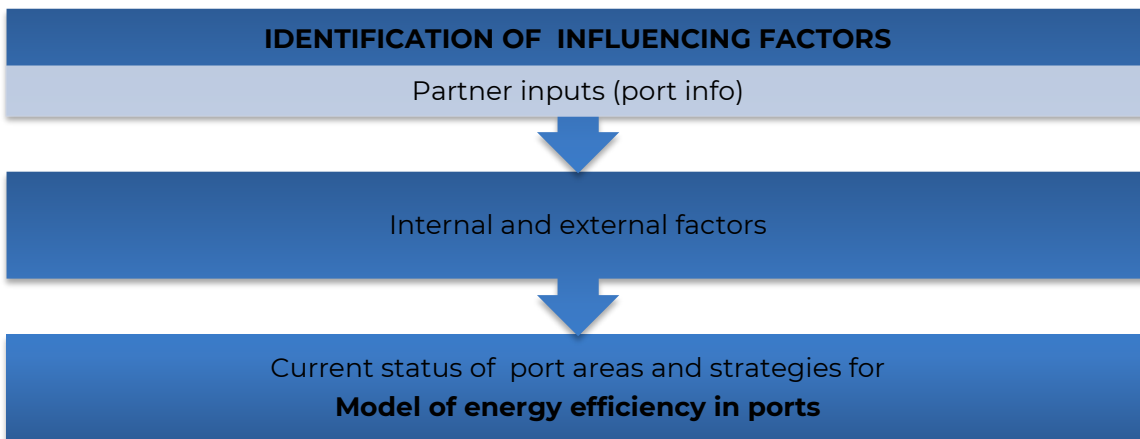 IDENTIFICATION OF INFLUENCING FACTORS
Partner inputs (port info)
Internal and external factors
Current status of port areas and strategies for
Model of energy efficiency in ports